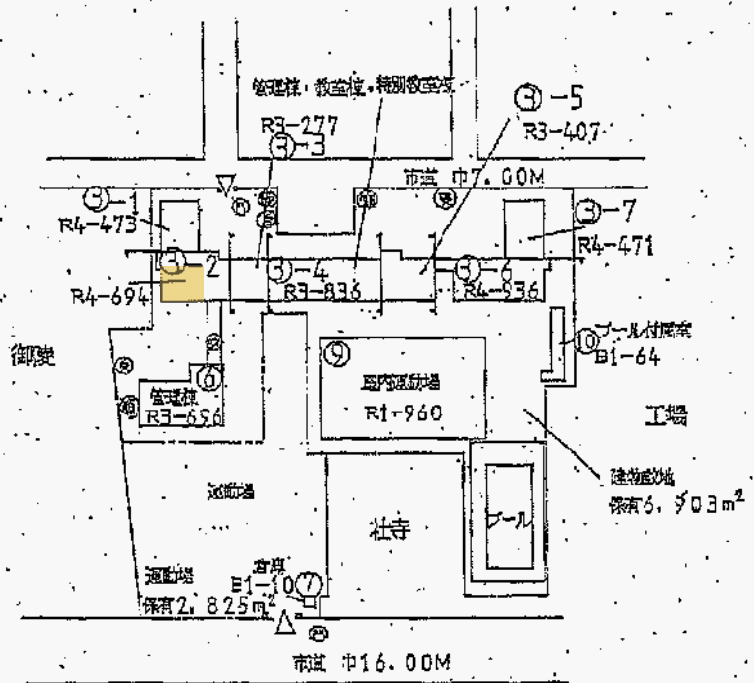 管理棟・教室棟・特別教室棟
③-5
R3-407
R3-277
③-3
市道 巾7.00M
③-1
R4-473
③-7
R4-471
③-2
R4-694
③-4
R3-836
③-6
R4-936
御陵
⑥
管理棟
R3-696
⑨
屋内運動場
R1-960
⑩
プール付属室
B1-64
工場
建物敷地
保有6,903m²
運動場
社寺
プール
運動場
保有2,825m²
倉庫
B1-10
⑦
市道 巾16.00M